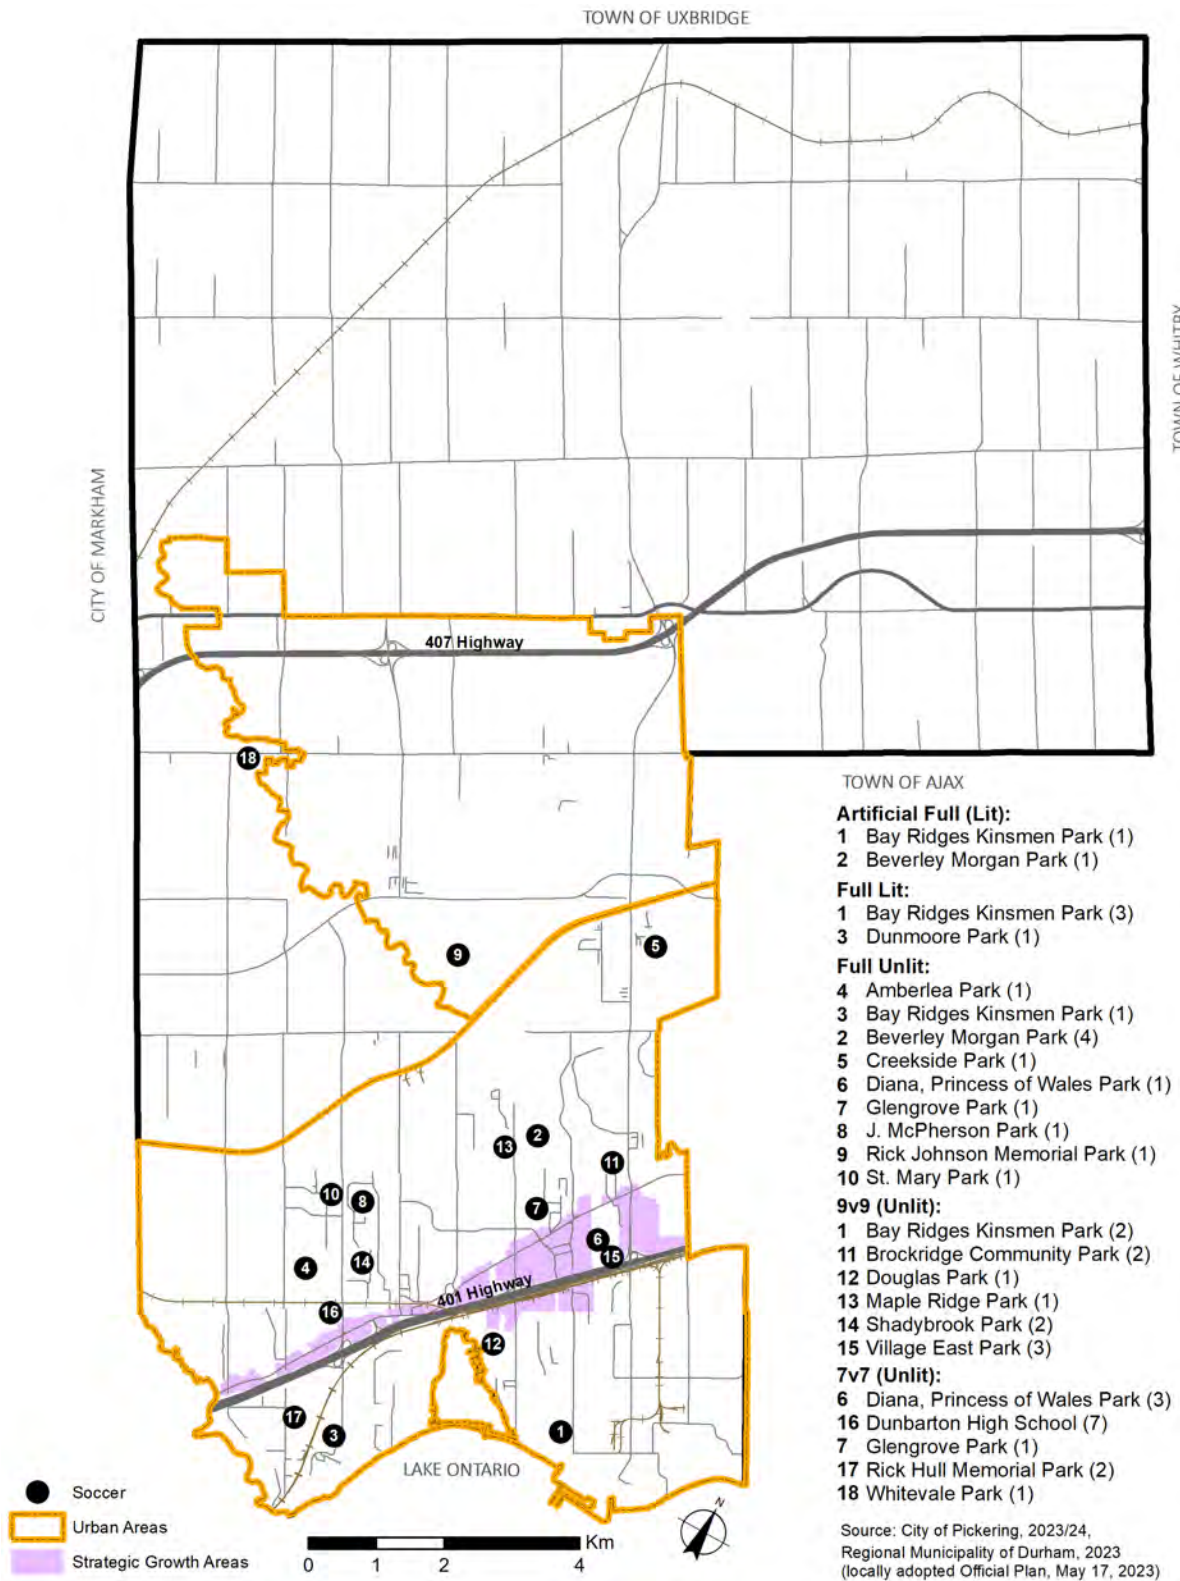 TOWN OF UXBRIDGE
TOWN OF WHITBY
CITY OF MARKHAM
407 Highway
18
TOWN OF AJAX
Artificial Full (Lit):
1 Bay Ridges Kinsmen Park (1)
2 Beverley Morgan Park (1)
Full Lit:
1 Bay Ridges Kinsmen Park (3)
3 Dunmoore Park (1)
Full Unlit:
4 Amberlea Park (1)
3 Bay Ridges Kinsmen Park (1)
2 Beverley Morgan Park (4)
5 Creekside Park (1)
6 Diana, Princess of Wales Park (1)
7 Glengrove Park (1)
8 J. McPherson Park (1)
9 Rick Johnson Memorial Park (1)
10 St. Mary Park (1)
9v9 (Unlit):
1 Bay Ridges Kinsmen Park (2)
11 Brockridge Community Park (2)
12 Douglas Park (1)
13 Maple Ridge Park (1)
14 Shadybrook Park (2)
15 Village East Park (3)
7v7 (Unlit):
6 Diana, Princess of Wales Park (3)
16 Dunbarton High School (7)
7 Glengrove Park (1)
17 Rick Hull Memorial Park (2)
18 Whitevale Park (1)
5
9
2
13
11
10
8
7
6
15
14
4
401 Highway
16
12
17
3
1
LAKE ONTARIO
Soccer
Urban Areas
Strategic Growth Areas
Km
0 1 2 4
N
Source: City of Pickering, 2023/24,
Regional Municipality of Durham, 2023
(locally adopted Official Plan, May 17, 2023)